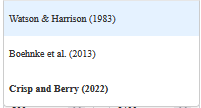 Watson & Harrison (1983)
Boehnke et al. (2013)
Crisp and Berry (2022)